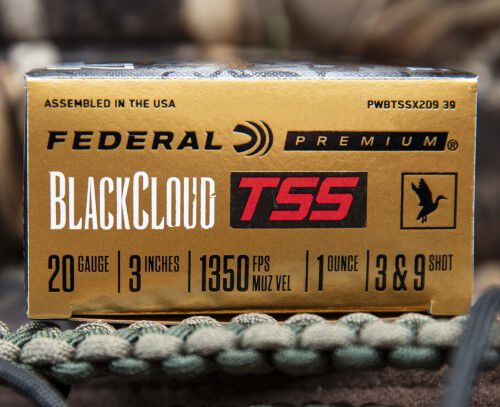 ASSEMBLED IN THE USA PWBTSSX209 39
FEDERAL PREMIUM®
BLACKCLOUD TSS
20 GAUGE 3 INCHES 1350 FPS MUZ VEL 1 OUNCE 3 & 9 SHOT